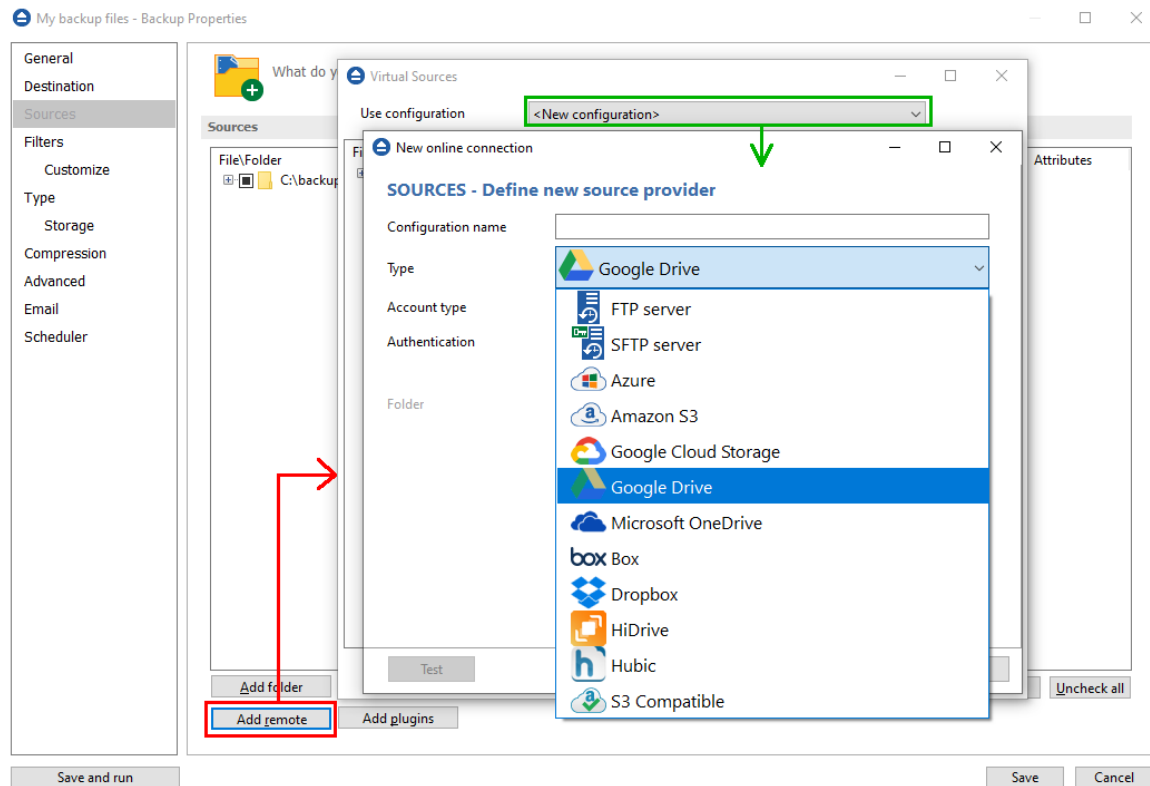 My backup files - Backup Properties
General
Destination
Sources
Filters
Customize
Type
Storage
Compression
Advanced
Email
Scheduler
What do y
Sources
File\Folder
C:\backup
Attributes
Virtual Sources
Use configuration
<New configuration>
Fi
New online connection
SOURCES - Define new source provider
Configuration name
Type
Google Drive
Account type
Authentication
Folder
FTP server
SFTP server
Azure
Amazon S3
Google Cloud Storage
Google Drive
Microsoft OneDrive
box Box
Dropbox
HiDrive
Hubic
S3 Compatible
Test
Add folder
Uncheck all
Add remote
Add plugins
Save and run
Save
Cancel